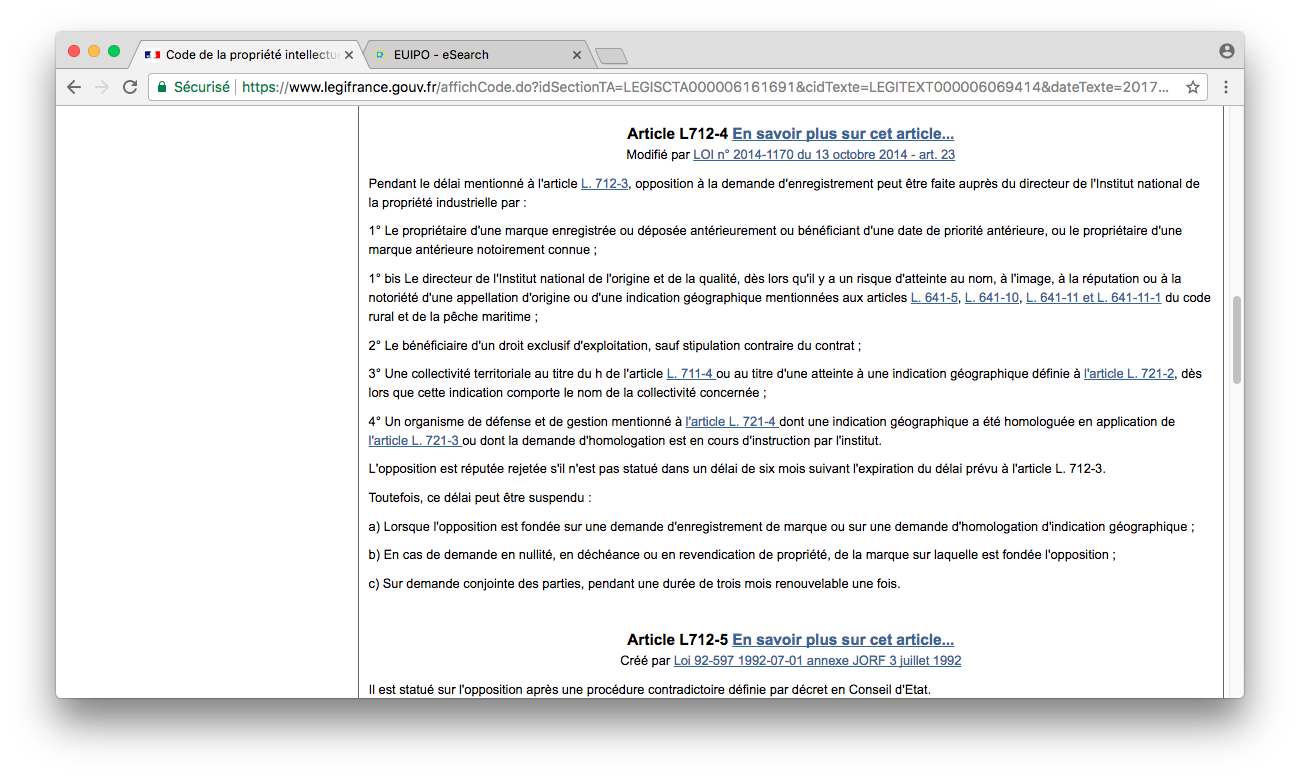 Code de la propriété intellectu
EUIPO - eSearch
Sécurisé
https://www.legifrance.gouv.fr/affichCode.do?idSectionTA=LEGISCTA000006161691&cidTexte=LEGITEXT000006069414&dateTexte=2017...
Article L712-4 En savoir plus sur cet article...
Modifié par LOI n° 2014-1170 du 13 octobre 2014 - art. 23
Pendant le délai mentionné à l'article L. 712-3, opposition à la demande d'enregistrement peut être faite auprès du directeur de l'Institut national de
la propriété industrielle par :
1° Le propriétaire d'une marque enregistrée ou déposée antérieurement ou bénéficiant d'une date de priorité antérieure, ou le propriétaire d'une
marque antérieure notoirement connue ;
1° bis Le directeur de l'Institut national de l'origine et de la qualité, dès lors qu'il y a un risque d'atteinte au nom, à l'image, à la réputation ou à la
notoriété d'une appellation d'origine ou d'une indication géographique mentionnées aux articles L. 641-5, L. 641-10, L. 641-11 et L. 641-11-1 du code
rural et de la pêche maritime ;
2° Le bénéficiaire d'un droit exclusif d'exploitation, sauf stipulation contraire du contrat ;
3° Une collectivité territoriale au titre du h de l'article L. 711-4 ou au titre d'une atteinte à une indication géographique définie à l'article L. 721-2, dès
lors que cette indication comporte le nom de la collectivité concernée ;
4° Un organisme de défense et de gestion mentionné à l'article L. 721-4 dont une indication géographique a été homologuée en application de
l'article L. 721-3 ou dont la demande d'homologation est en cours d'instruction par l'institut.
L'opposition est réputée rejetée s'il n'est pas statué dans un délai de six mois suivant l'expiration du délai prévu à l'article L. 712-3.
Toutefois, ce délai peut être suspendu :
a) Lorsque l'opposition est fondée sur une demande d'enregistrement de marque ou sur une demande d'homologation d'indication géographique ;
b) En cas de demande en nullité, en déchéance ou en revendication de propriété, de la marque sur laquelle est fondée l'opposition ;
c) Sur demande conjointe des parties, pendant une durée de trois mois renouvelable une fois.
Article L712-5 En savoir plus sur cet article...
Créé par Loi 92-597 1992-07-01 annexe JORF 3 juillet 1992
Il est statué sur l'opposition après une procédure contradictoire définie par décret en Conseil d'Etat.